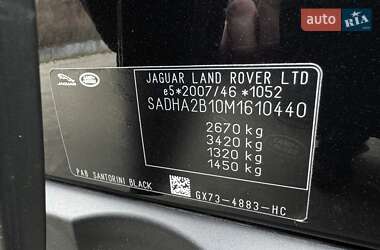 auto RIA
JAGUAR LAND ROVER LTD
e5*2007/46 *1052
SADHA2B10M1610440
2670 kg
3420 kg
1320 kg
1450 kg
JAGUAR
PAB SANTORINI BLACK
GX73-4883-HC